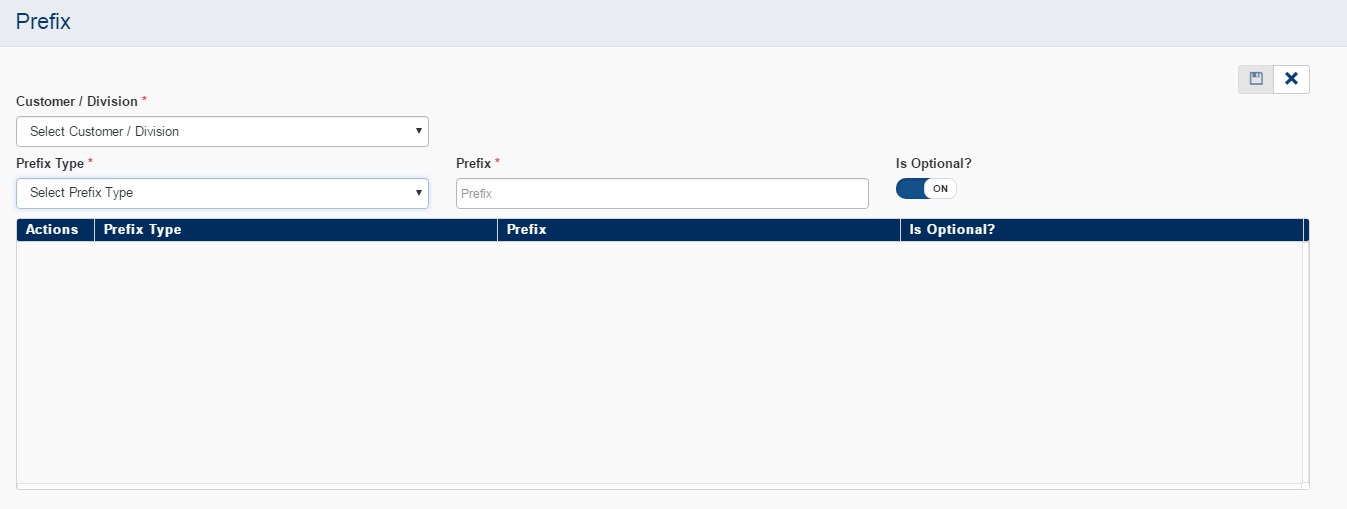 Prefix
Customer / Division *
Select Customer / Division
Prefix Type * Prefix * Is Optional?
Select Prefix Type Prefix ON
Actions Prefix Type Prefix Is Optional?